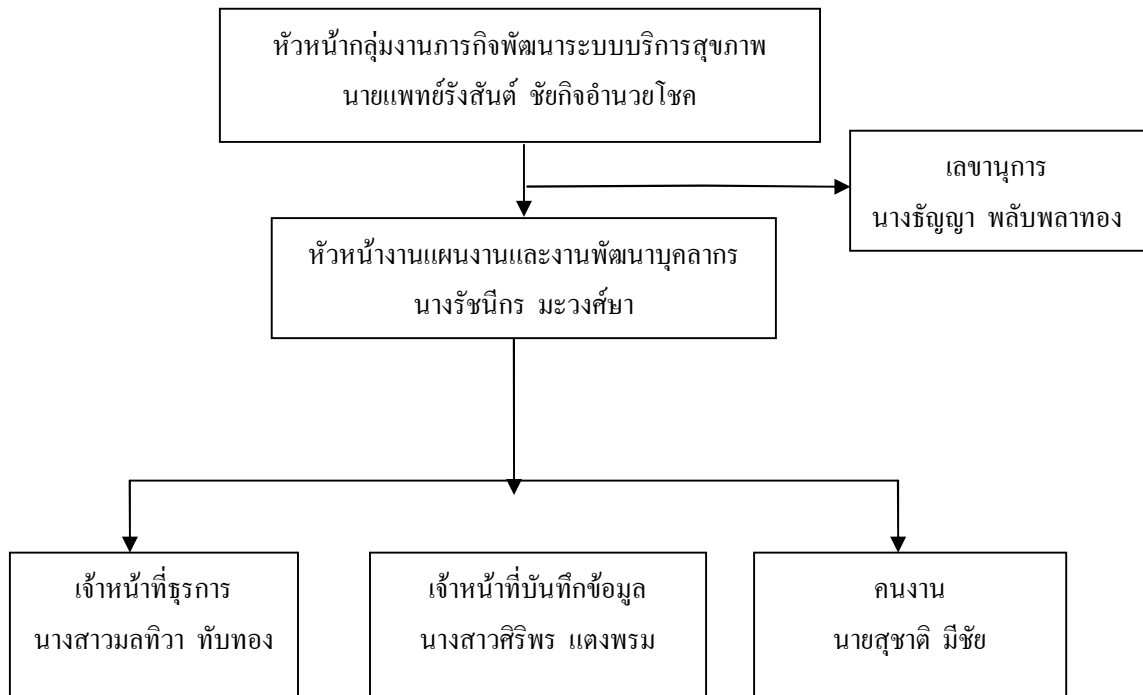 หัวหน้ากลุ่มงานภารกิจพัฒนาระบบบริการสุขภาพ
นายแพทย์รังสันต์ ชัยกิจอำนวยโชค
เลขานุการ
นางธัญญา พลับพลาทอง
หัวหน้างานแผนงานและงานพัฒนาบุคลากร
นางรัชนีกร มะวงศ์ษา
เจ้าหน้าที่ธุรการ
นางสาวมลทิวา ทับทอง
เจ้าหน้าที่บันทึกข้อมูล
นางสาวศิริพร แตงพรม
คนงาน
นายสุชาติ มีชัย